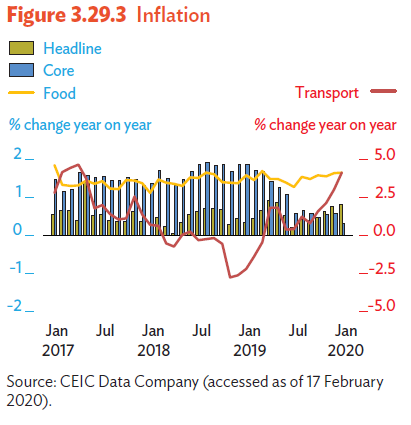 Figure 3.29.3 Inflation
Headline
Core
Food
Transport
% change year on year
% change year on year
2
5.0
1
2.5
0
0.0
-1
-2.5
-2
-5.0
Jan Jul Jan Jul Jan Jul Jan
2017 2018 2019 2020
Source: CEIC Data Company (accessed as of 17 February
2020).